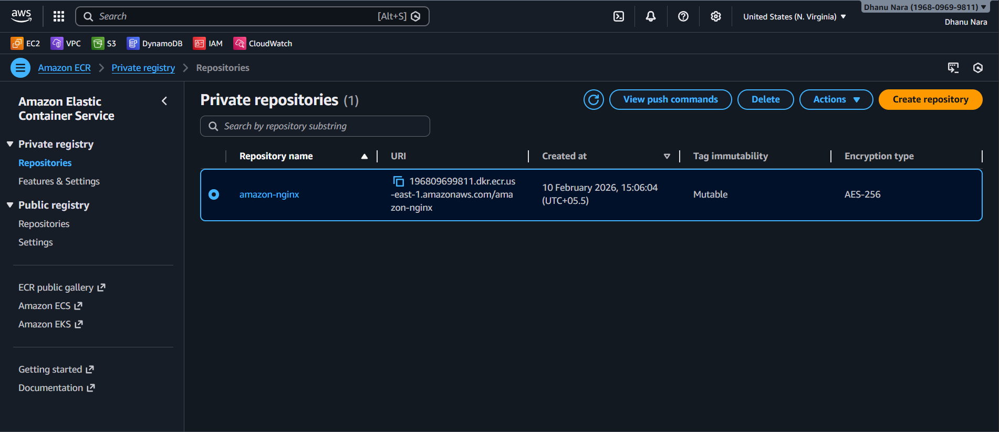 aws
Search
[Alt+S]
United States (N. Virginia)
Dhanu Nara (1968-0969-9811)
Dhanu Nara
EC2
VPC
S3
DynamoDB
IAM
CloudWatch
Amazon ECR
Private registry
Repositories
Amazon Elastic
Container Service
Private registry
Repositories
Features & Settings
Public registry
Repositories
Settings
ECR public gallery
Amazon ECS
Amazon EKS
Getting started
Documentation
Private repositories (1)
View push commands
Delete
Actions
Create repository
Search by repository substring
Repository name
URI
Created at
Tag immutability
Encryption type
amazon-nginx
196809699811.dkr.ecr.us
-east-1.amazonaws.com/ama
zon-nginx
10 February 2026, 15:06:04
(UTC+05.5)
Mutable
AES-256